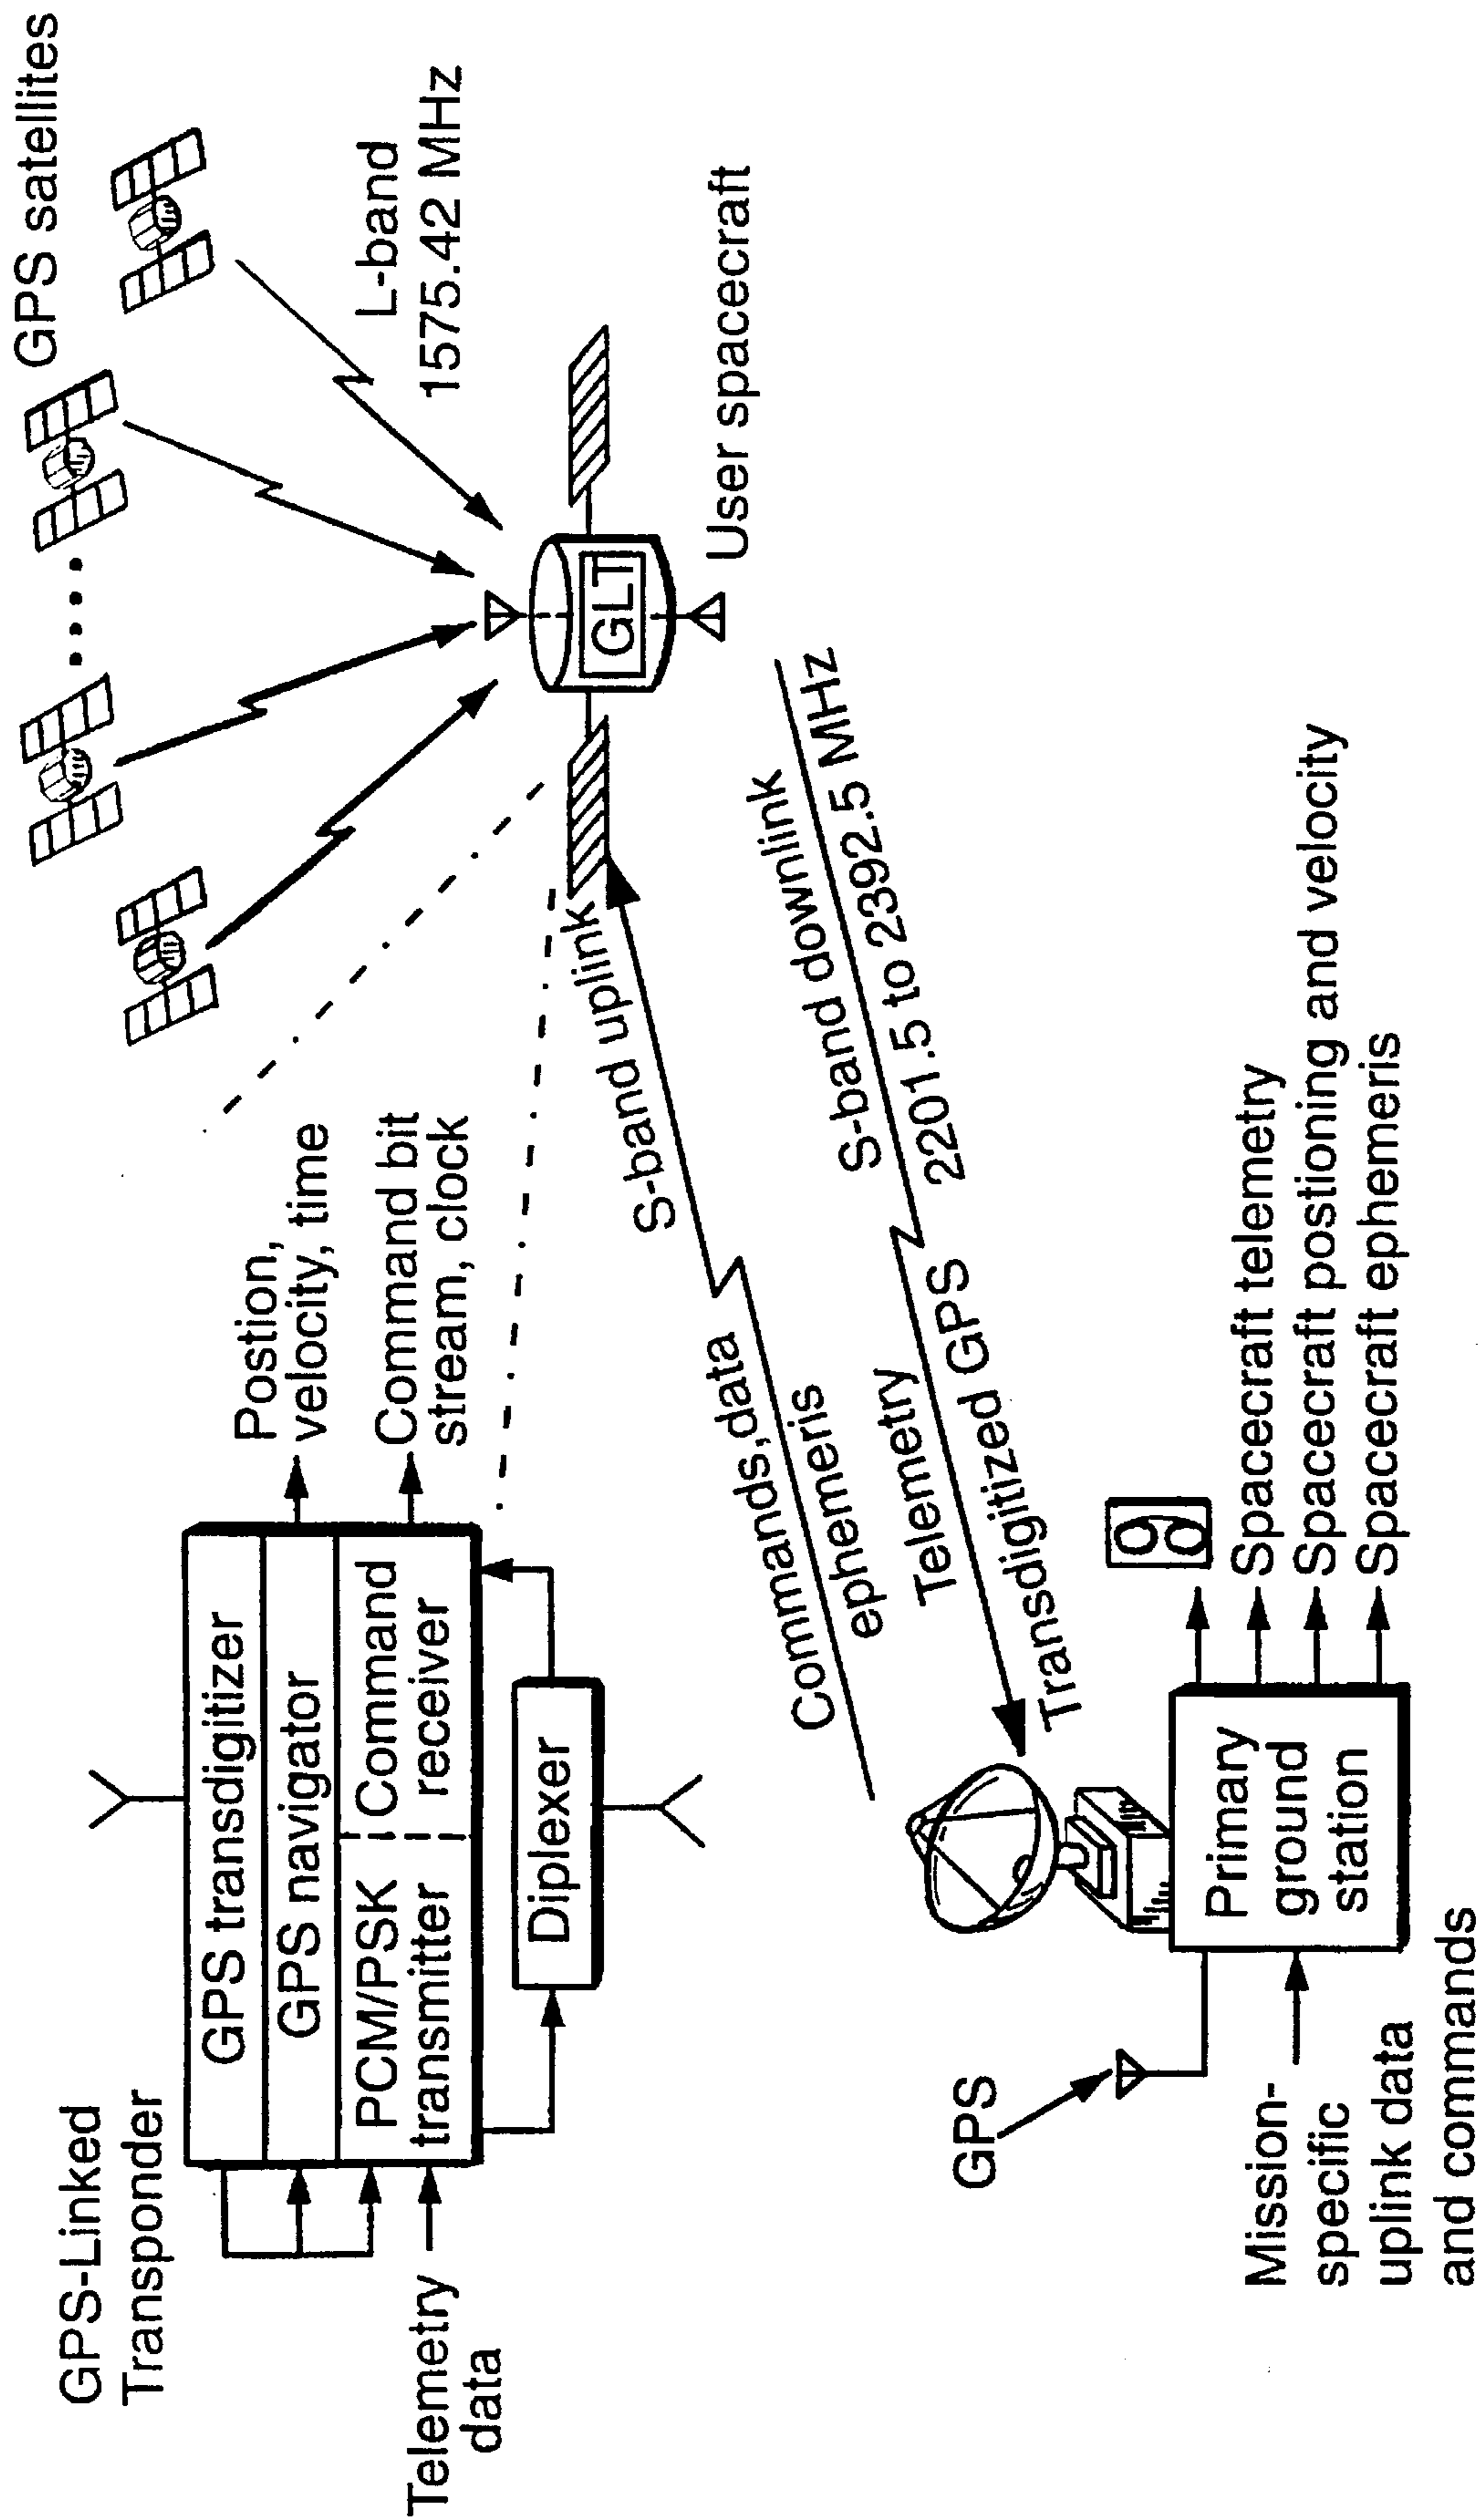 GPS-Linked
Transponder
GPS transdigitizer
GPS navigator
PCM/PSK
transmitter
Command
receiver
Diplexer
Telemetry
data
Postion,
velocity, time
Command bit
stream, clock
GPS satellites
L-band
1575.42 MHz
GLT
User spacecraft
S-band uplink
Commands, data
ephemeris
S-band downlink
2201.5 to 2392.5 MHz
Telemetry
Transdigitized GPS
GPS
Mission-
specific
uplink data
and commands
Primary
ground
station
Spacecraft telemetry
Spacecraft postioning and velocity
Spacecraft ephemeris